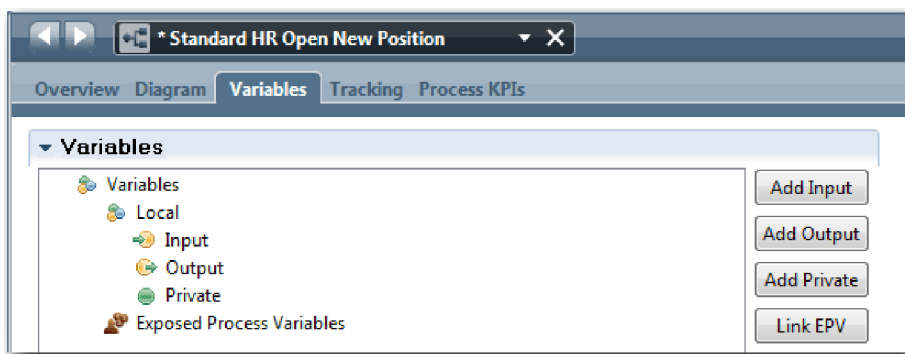 * Standard HR Open New Position
Overview Diagram Variables Tracking Process KPIs
Variables
Variables
Add Input
Local
Input
Add Output
Output
Private
Add Private
Exposed Process Variables
Link EPV